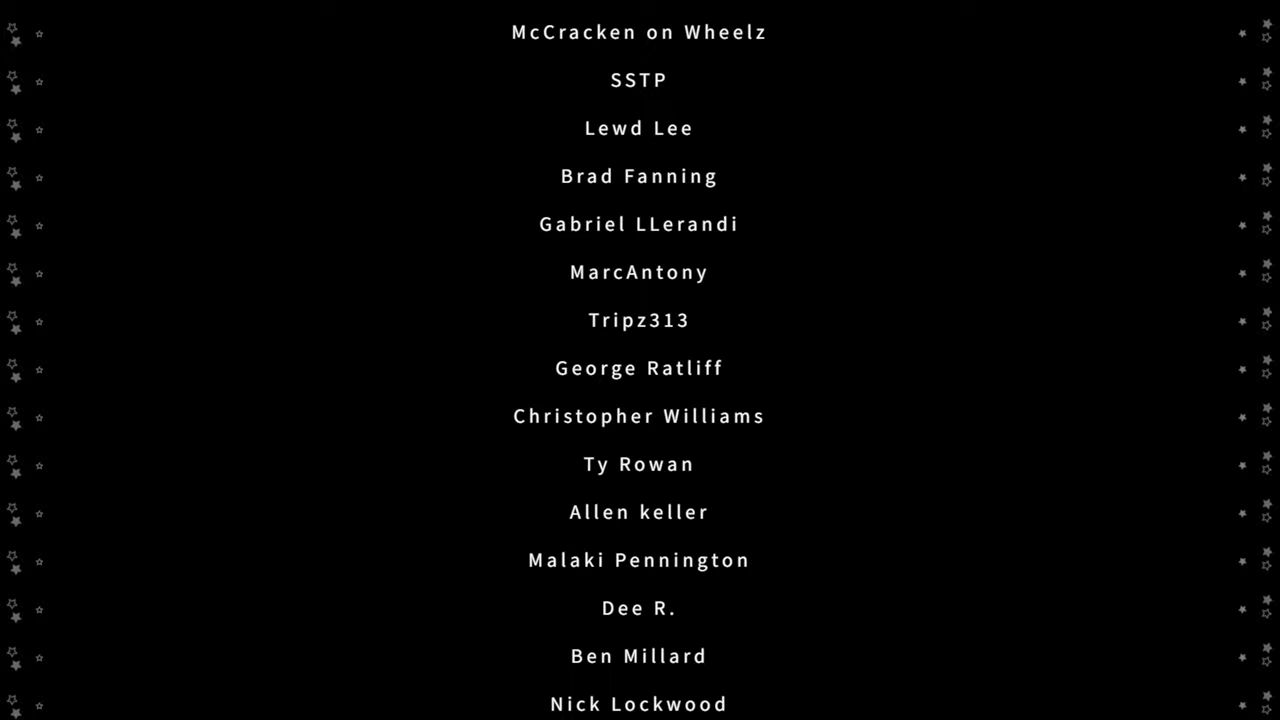 McCracken on Wheelz
SSTP
Lewd Lee
Brad Fanning
Gabriel LLerandi
MarcAntony
Tripz313
George Ratliff
Christopher Williams
Ty Rowan
Allen keller
Malaki Pennington
Dee R.
Ben Millard
Nick Lockwood